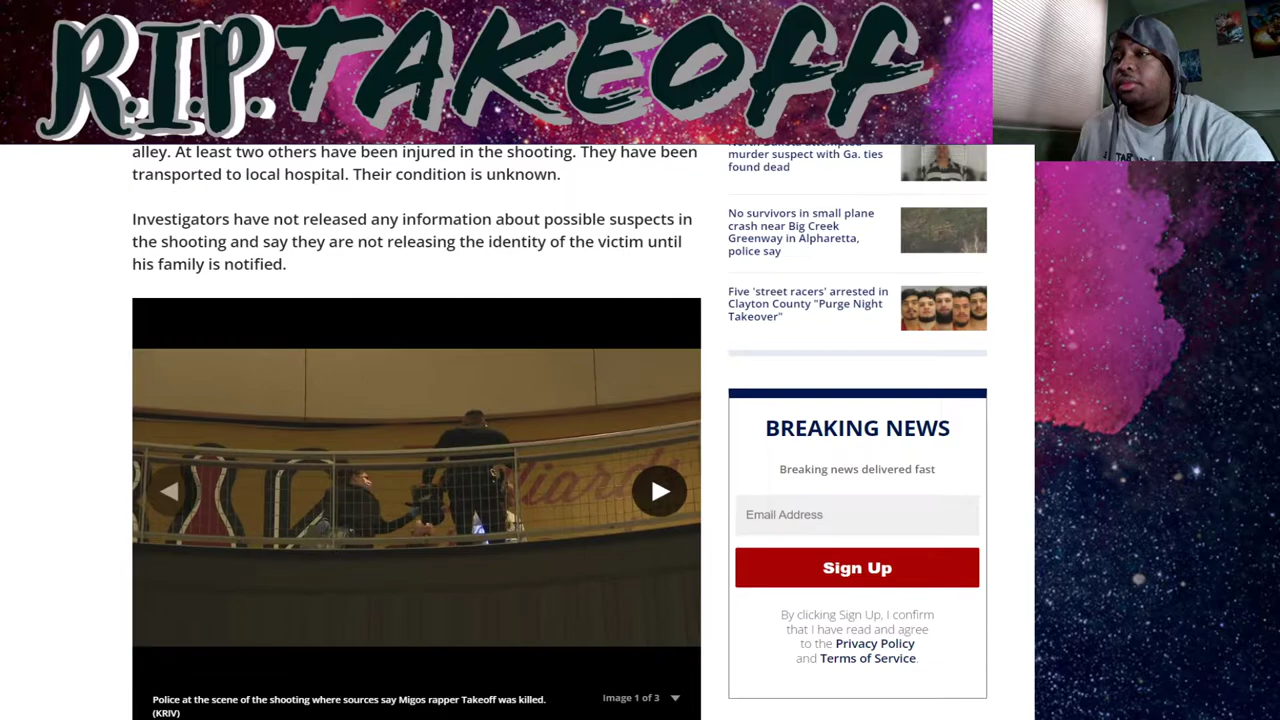 R.I.P. TAKEOFF
alley. At least two others have been injured in the shooting. They have been
transported to local hospital. Their condition is unknown.
Investigators have not released any information about possible suspects in
the shooting and say they are not releasing the identity of the victim until
his family is notified.
Police at the scene of the shooting where sources say Migos rapper Takeoff was killed.
(KRIV)
Image 1 of 3
murder suspect with Ga. ties
found dead
No survivors in small plane
crash near Big Creek
Greenway in Alpharetta,
police say
Five 'street racers' arrested in
Clayton County "Purge Night
Takeover"
BREAKING NEWS
Breaking news delivered fast
Email Address
Sign Up
By clicking Sign Up, I confirm
that I have read and agree
to the Privacy Policy
and Terms of Service.